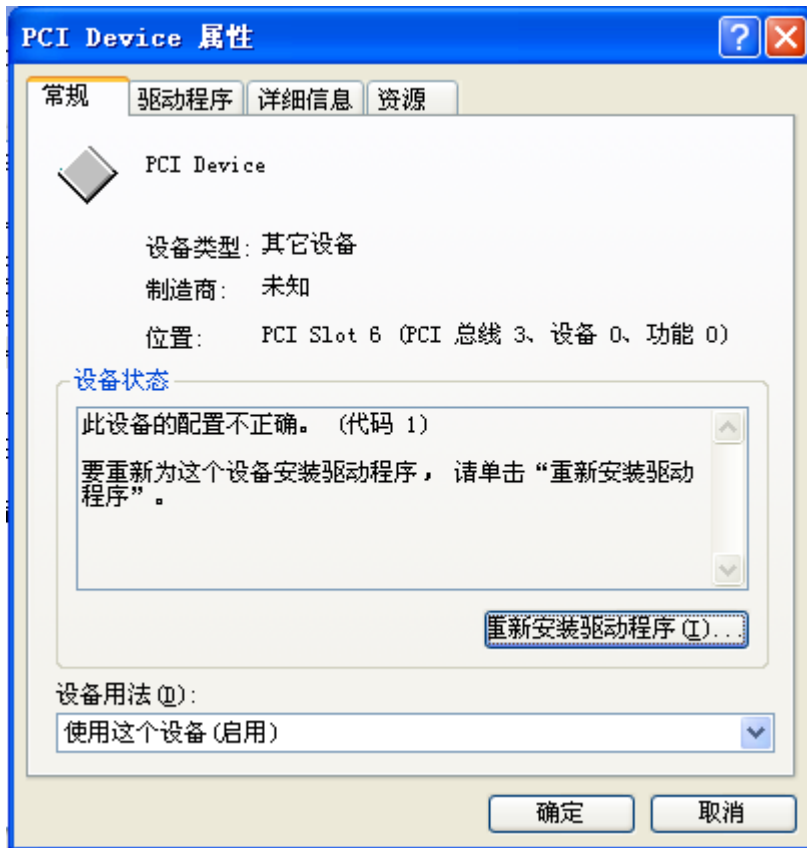 PCI Device 属性
常规 驱动程序 详细信息 资源
PCI Device
设备类型: 其它设备
制造商: 未知
位置: PCI Slot 6 (PCI 总线 3、设备 0、功能 0)
设备状态
此设备的配置不正确。 (代码 1)
要重新为这个设备安装驱动程序， 请单击“重新安装驱动
程序”。
重新安装驱动程序(I)...
设备用法(D):
使用这个设备(启用)
确定 取消